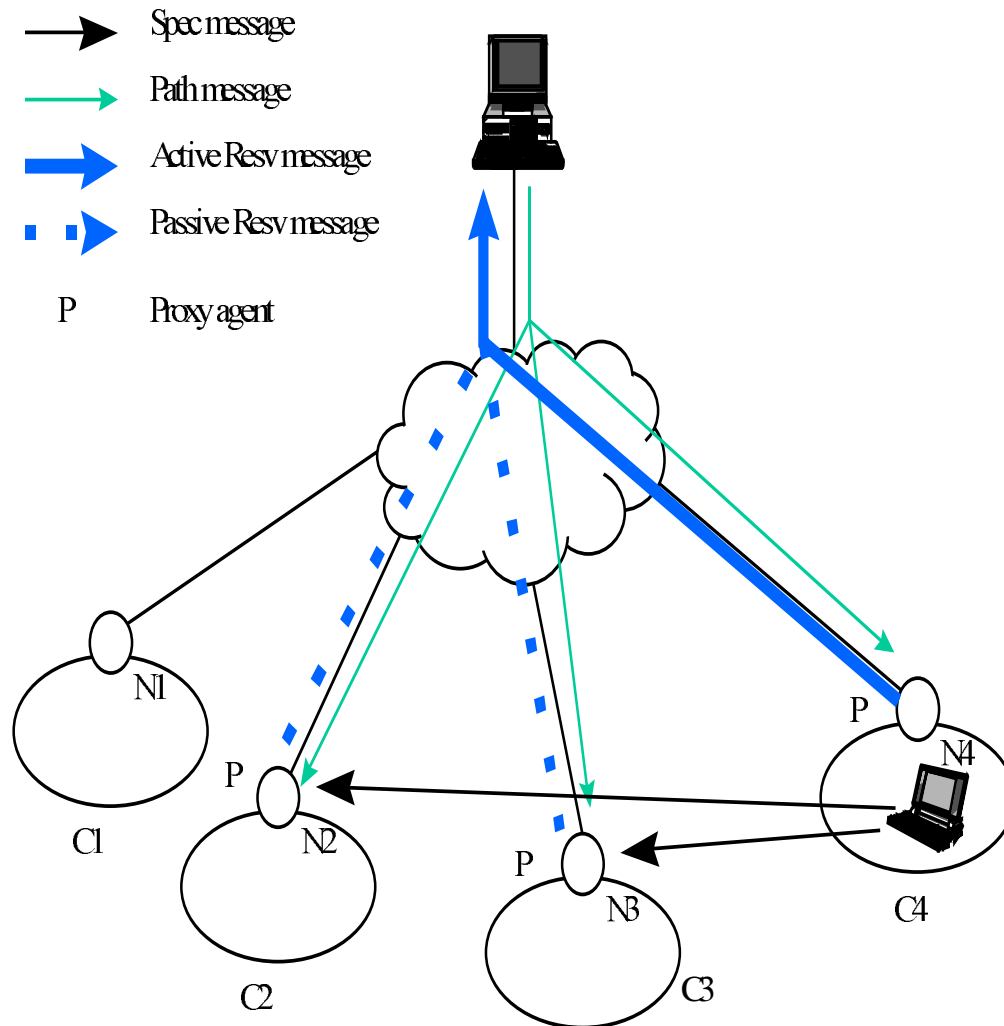 Spec message
Path message
Active Resv message
Passive Resv message
P Proxy agent
N1
P
N4
P
C1
N2
P
N3
C4
C2
C3